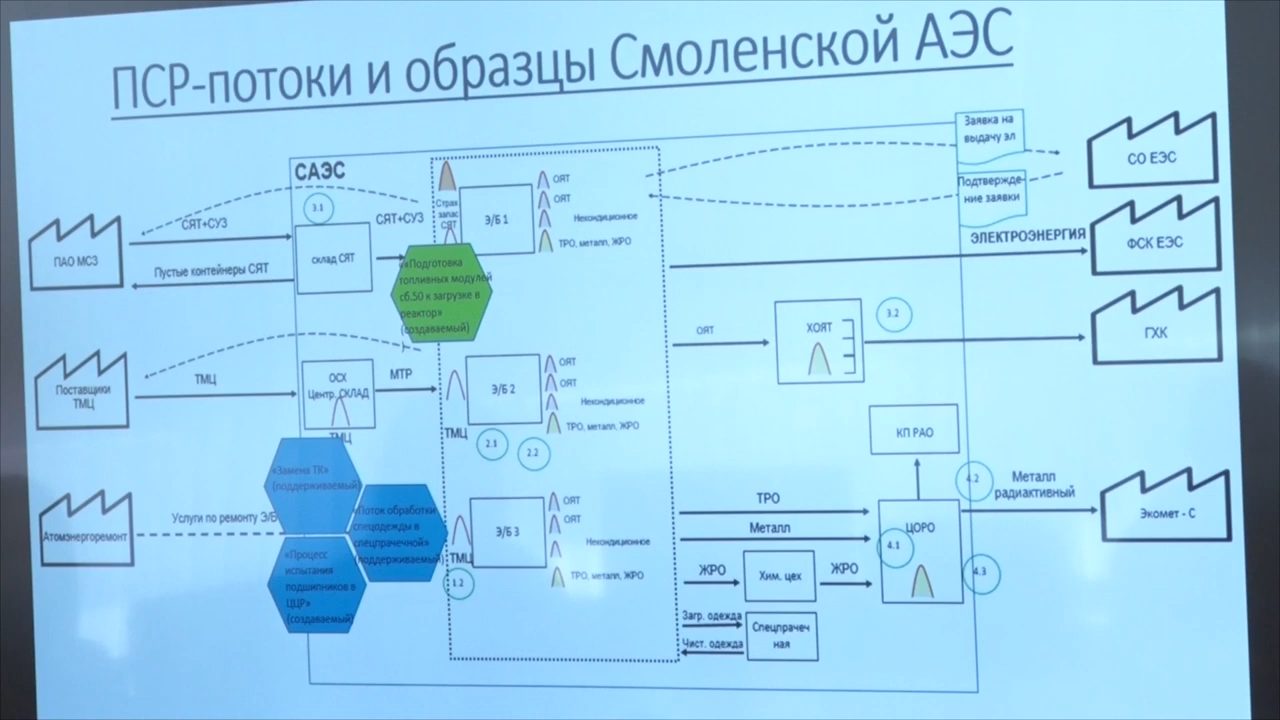 ПСР-потоки и образцы Смоленской АЭС
САЭС
3.1
СЯТ+СУЗ
СЯТ+СУЗ
ПАО МСЗ
Пустые контейнеры СЯТ
склад СЯТ
Страх
запас
СЯТ
Э/Б 1
ОЯТ
ОЯТ
Некондиционное
ТРО, металл, ЖРО
«Подготовка
топливных модулей
сб.50 к загрузке в
реактор»
(создаваемый)
)
Заявка на
выдачу эл
Подтвержде-
ние заявки
СО ЕЭС
ЭЛЕКТРОЭНЕРГИЯ
ФСК ЕЭС
ОЯТ
ХОЯТ
3.2
ГХК
Поставщики
ТМЦ
ТМЦ
ОСХ
Центр. СКЛАД
ТМЦ
МТР
ТМЦ
Э/Б 2
ОЯТ
ОЯТ
Некондиционное
ТРО, металл, ЖРО
2.1
2.2
КП РАО
«Замена ТК»
(поддерживаемый)
«Поток обработки
спецодежды в
спецпрачечной»
(поддерживаемый)
«Процесс
испытания
подшипников в
ЦЦР»
(создаваемый)
Атомэнергоремонт
Услуги по ремонту Э/Б
ТМЦ
1.2
Э/Б 3
ОЯТ
ОЯТ
Некондиционное
ТРО, металл, ЖРО
ТРО
Металл
ЖРО
Хим. цех
ЖРО
Загр. одежда
Чист. одежда
Спецпрачеч
ная
ЦОРО
4.1
4.2
4.3
Металл
радиактивный
Экомет - С